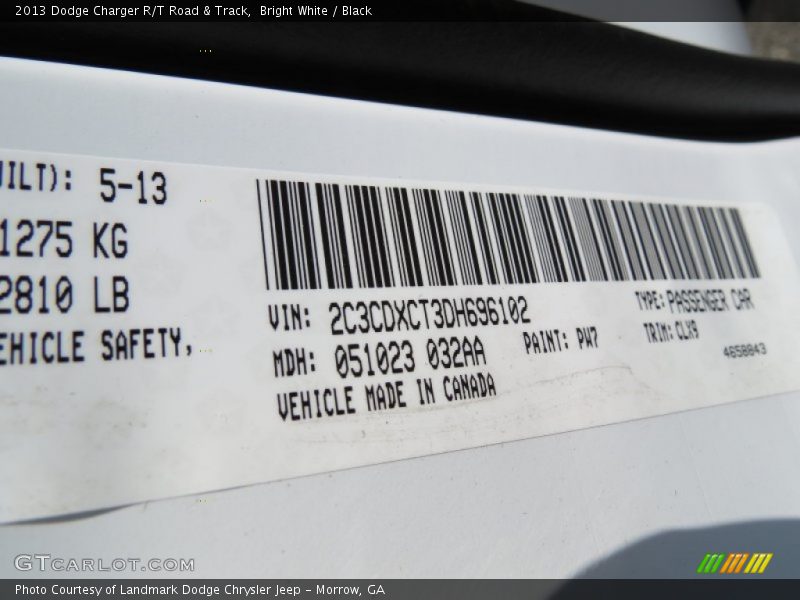 2013 Dodge Charger R/T Road & Track, Bright White / Black
UILT): 5-13
1275 KG
2810 LB
EHICLE SAFETY,
VIN: 2C3CDXCT3DH696102
TYPE: PASSENGER CAR
MDH: 051023 032AA
PAINT: PW7
TRIM: CLX9
4658843
VEHICLE MADE IN CANADA
GTCARLOT.COM
Photo Courtesy of Landmark Dodge Chrysler Jeep – Morrow, GA